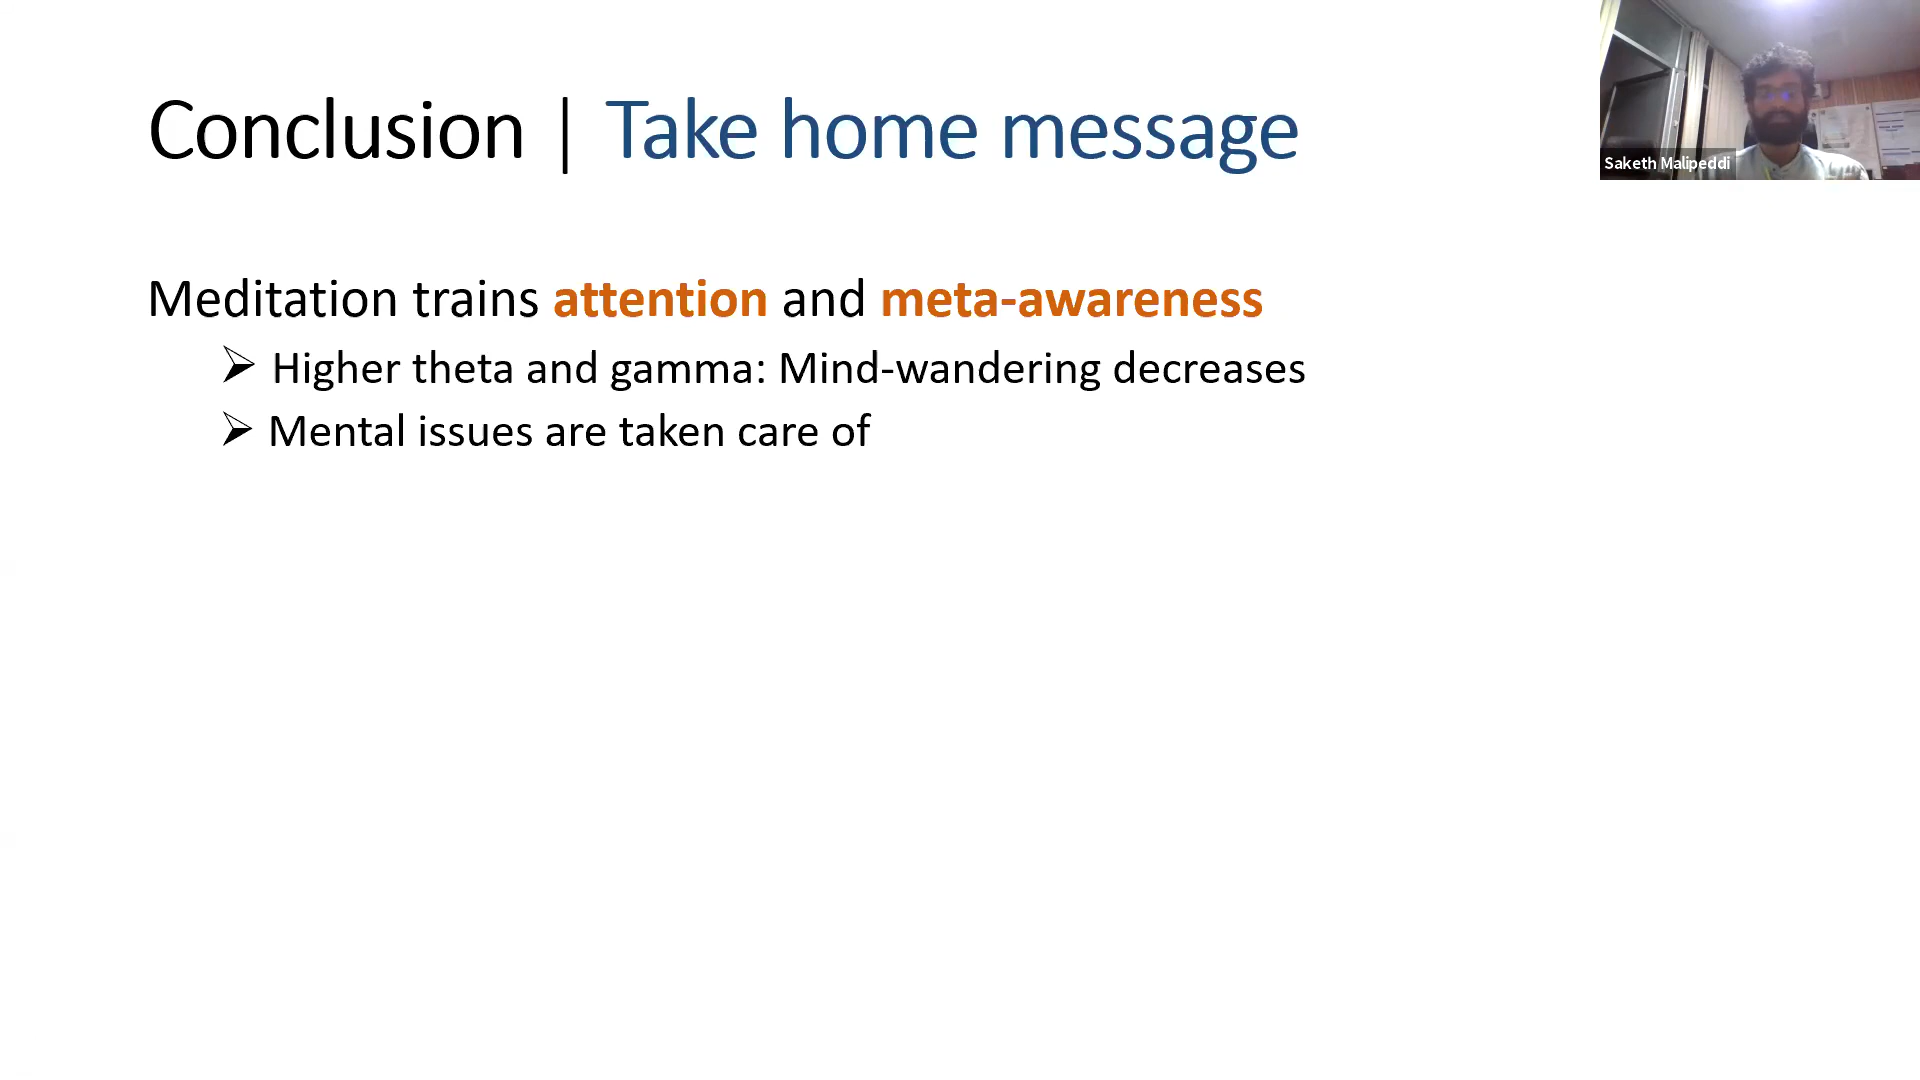 Conclusion | Take home message
Saketh Malipeddi
Meditation trains attention and meta-awareness
Higher theta and gamma: Mind-wandering decreases
Mental issues are taken care of